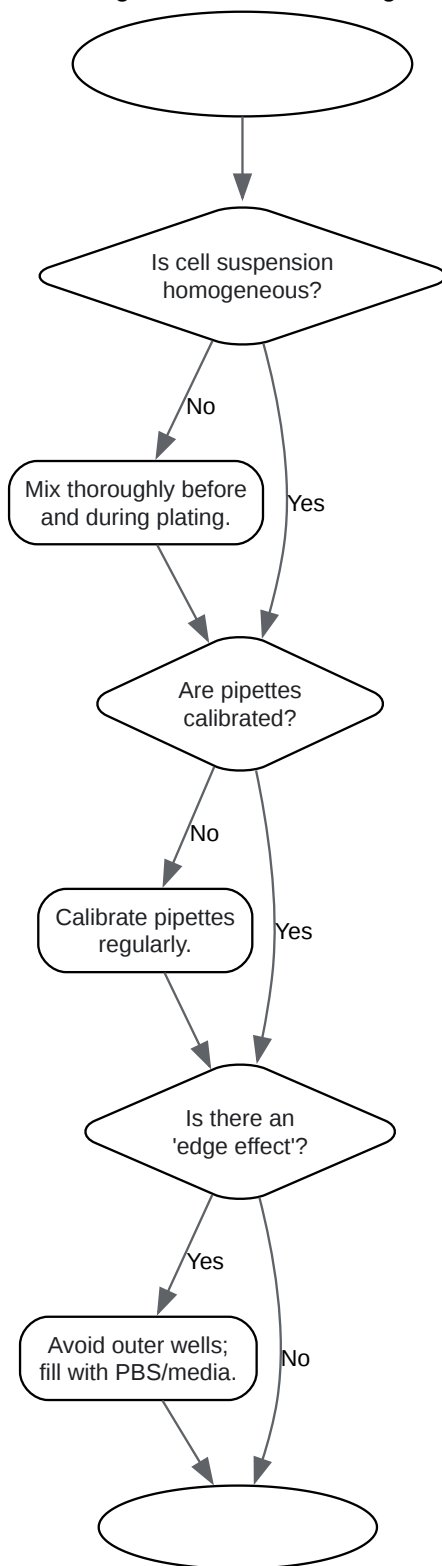 Is cell suspension
homogeneous?
No
Mix thoroughly before
and during plating.
Yes
Are pipettes
calibrated?
No
Calibrate pipettes
regularly.
Yes
Is there an
'edge effect'?
Yes
Avoid outer wells;
fill with PBS/media.
No